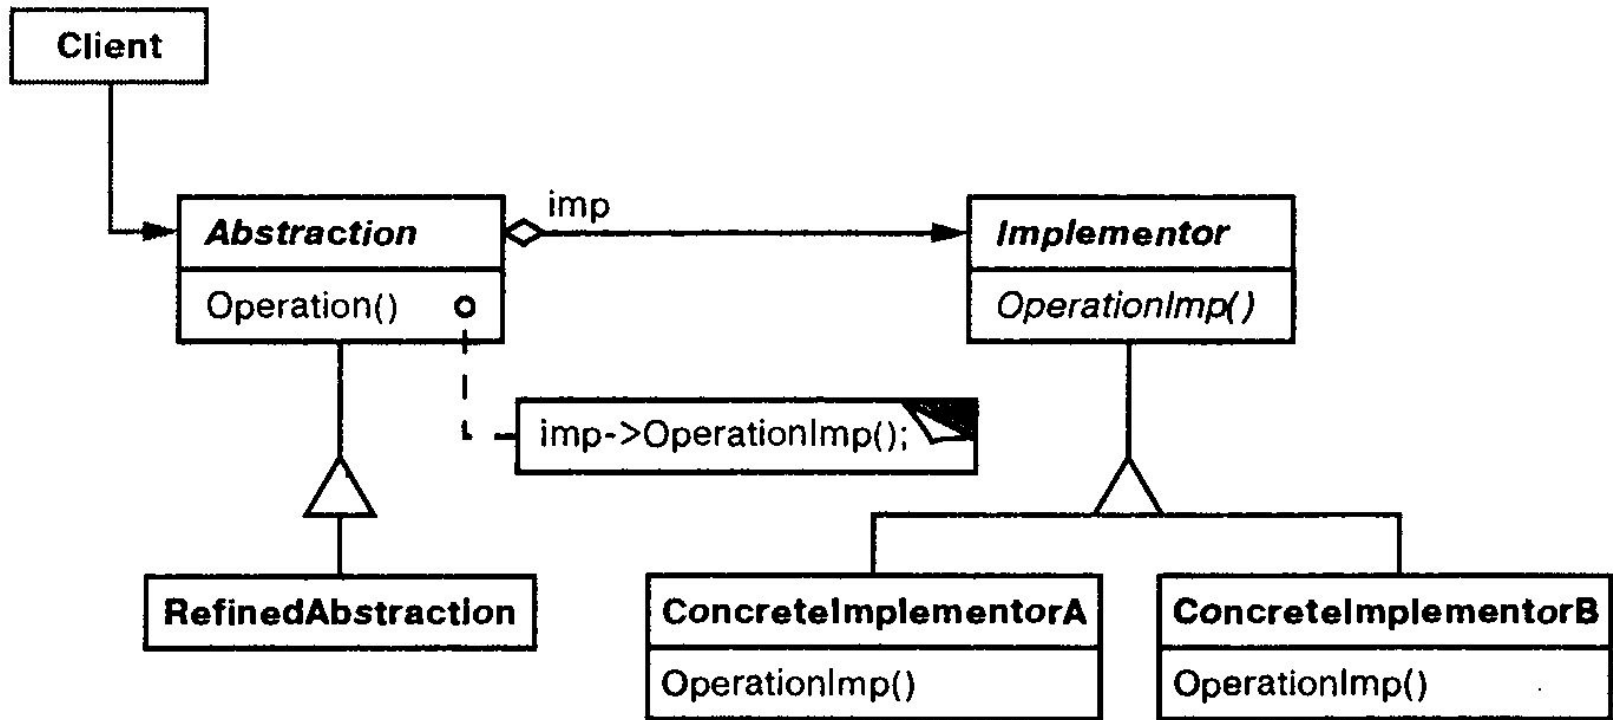 Client
imp
Abstraction
Implementor
Operation()
OperationImp()
imp->OperationImp();
RefinedAbstraction
ConcreteImplementorA
ConcreteImplementorB
OperationImp()
OperationImp()